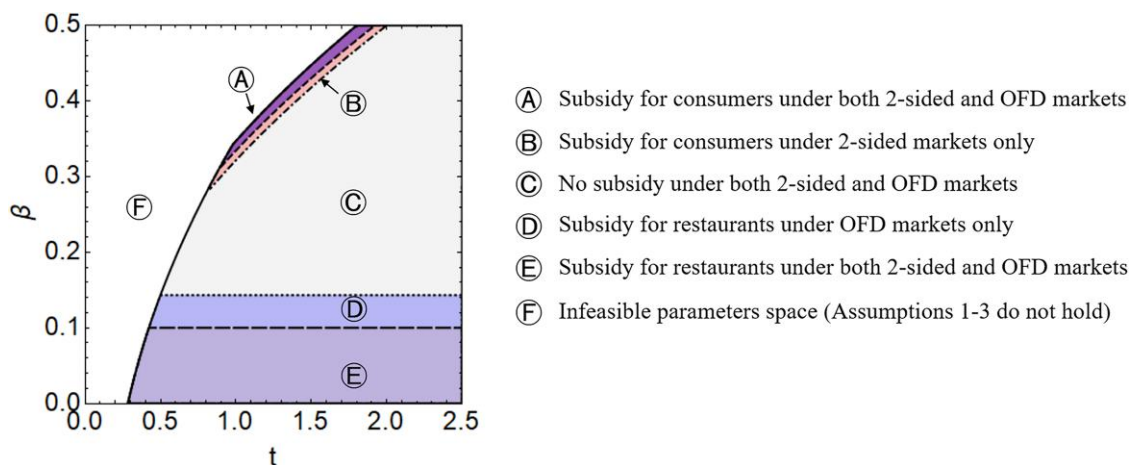 0.5
0.4
0.3
0.2
0.1
0.0
β
0.0 0.5 1.0 1.5 2.0 2.5
t
Ⓐ
Ⓑ
Ⓒ
Ⓓ
Ⓔ
Ⓕ
Ⓐ Subsidy for consumers under both 2-sided and OFD markets
Ⓑ Subsidy for consumers under 2-sided markets only
Ⓒ No subsidy under both 2-sided and OFD markets
Ⓓ Subsidy for restaurants under OFD markets only
Ⓔ Subsidy for restaurants under both 2-sided and OFD markets
Ⓕ Infeasible parameters space (Assumptions 1-3 do not hold)